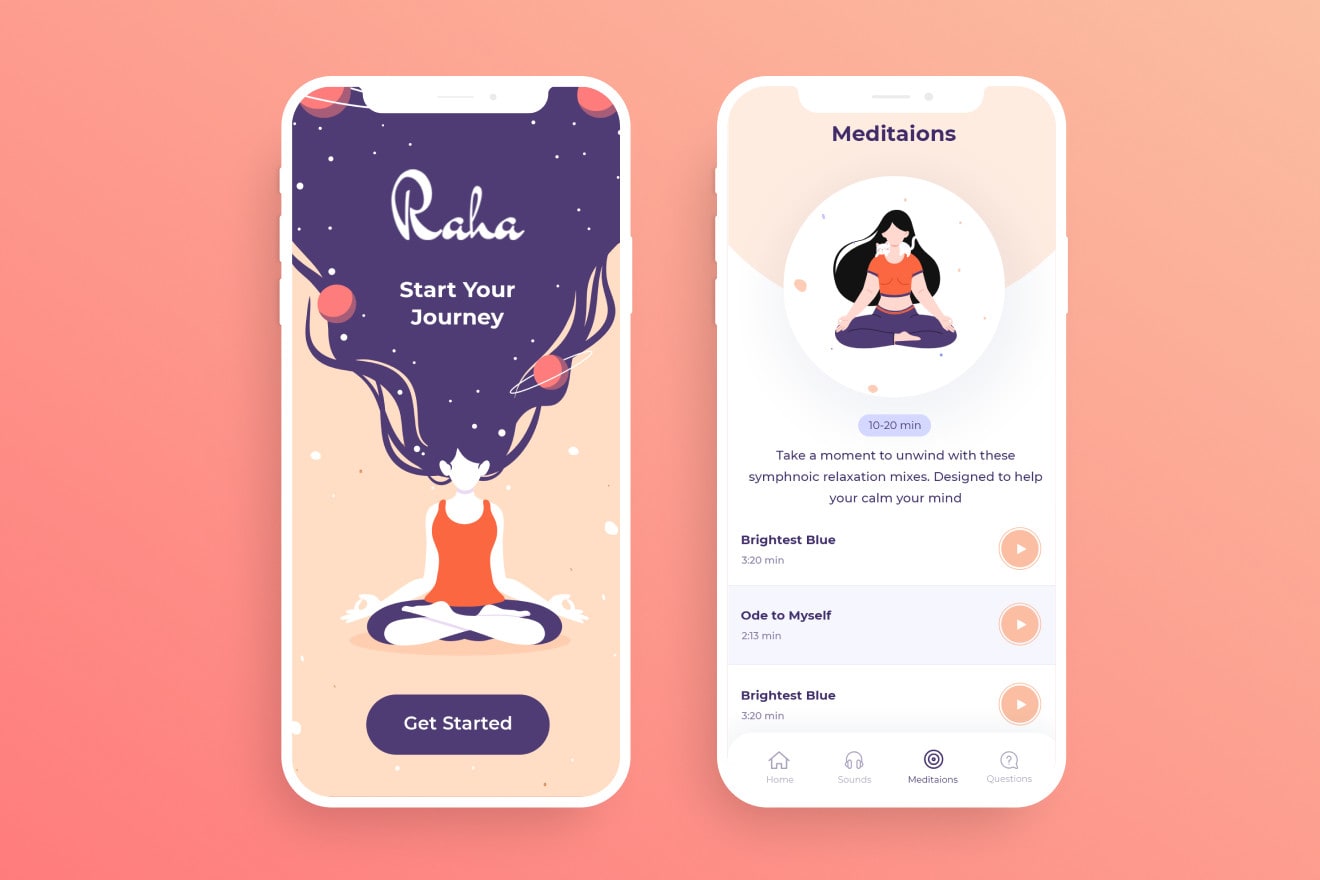 Raha
Start Your
Journey
Get Started
Meditaions
10-20 min
Take a moment to unwind with these
symphnoic relaxation mixes. Designed to help
your calm your mind
Brightest Blue
3:20 min
Ode to Myself
2:13 min
Brightest Blue
3:20 min
Home
Sounds
Meditaions
Questions